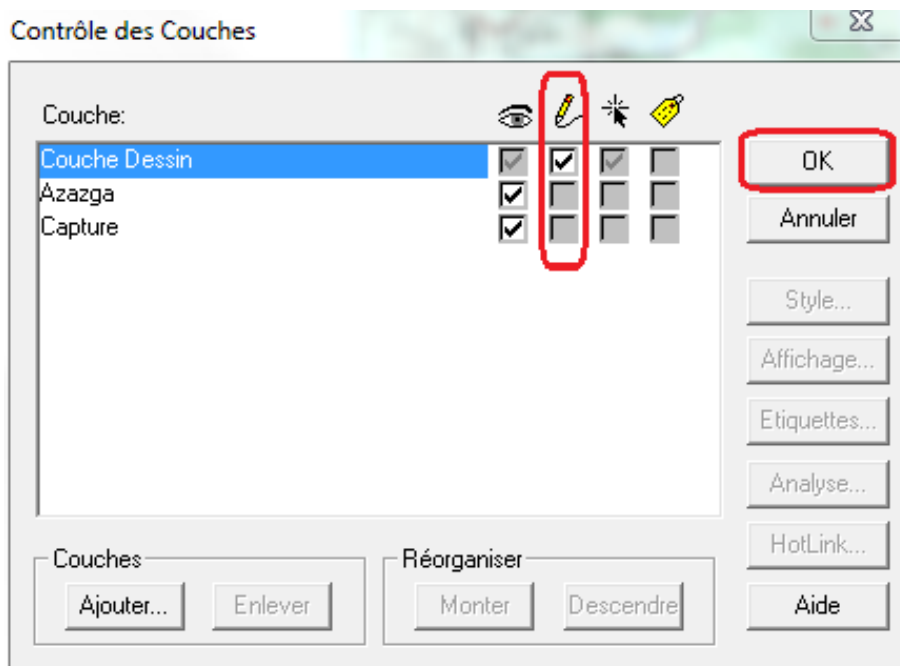 Contrôle des Couches
Couche:
Couche Dessin
Azazga
Capture
OK
Annuler
Style...
Affichage...
Etiquettes...
Analyse...
HotLink...
Aide
Couches
Ajouter...
Enlever
Réorganiser
Monter
Descendre